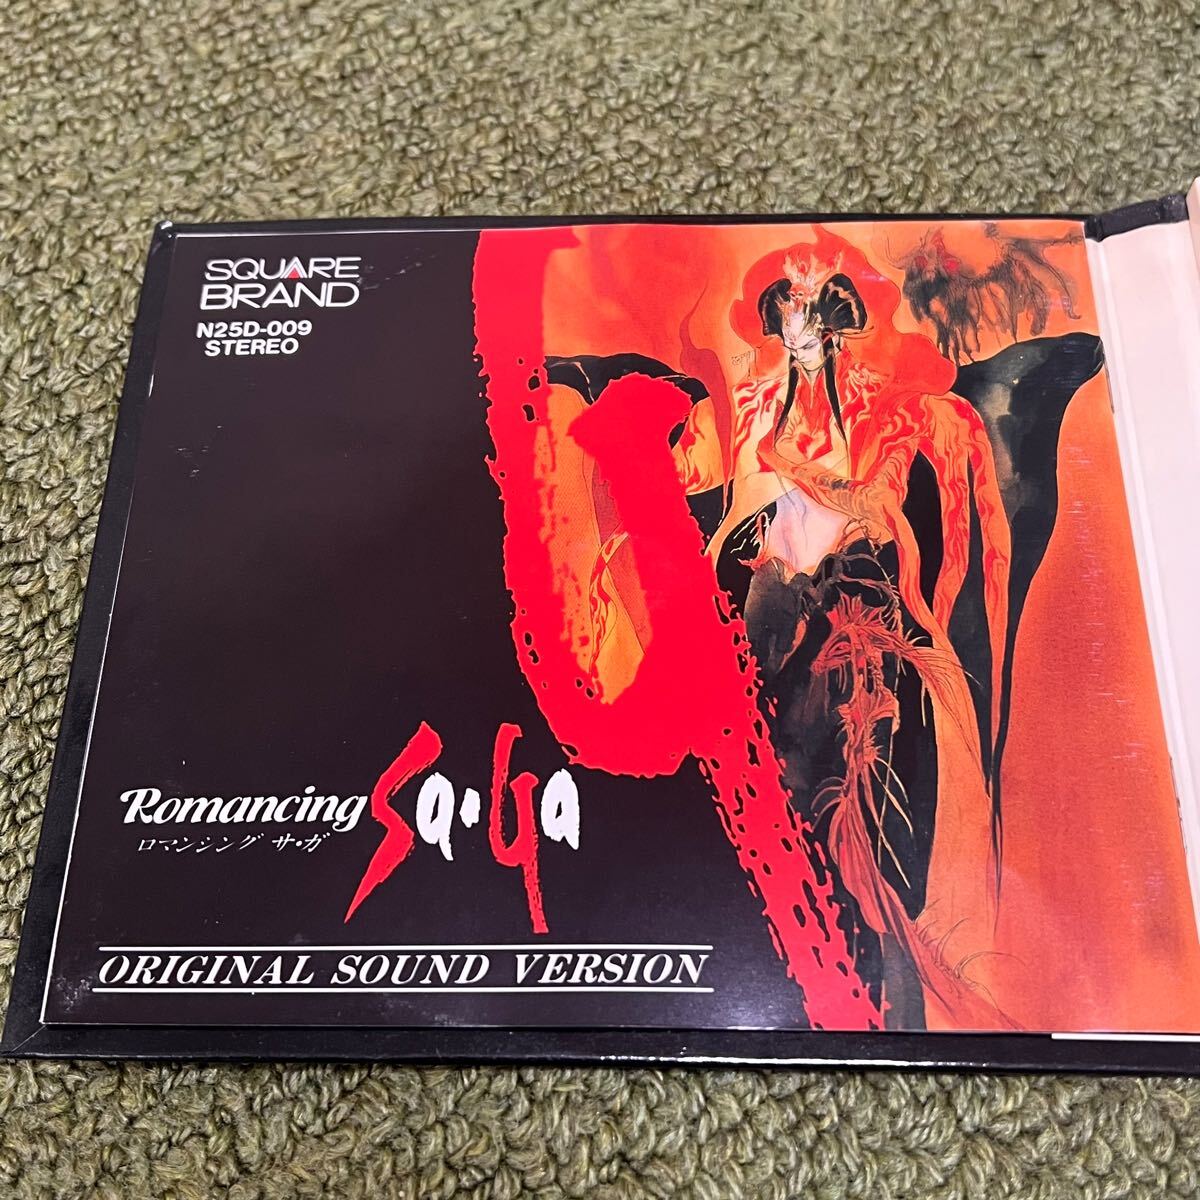 SQUARE
BRAND
N25D-009
STEREO
Romancing Sa·Ga
ロマンシング サ・ガ
ORIGINAL SOUND VERSION